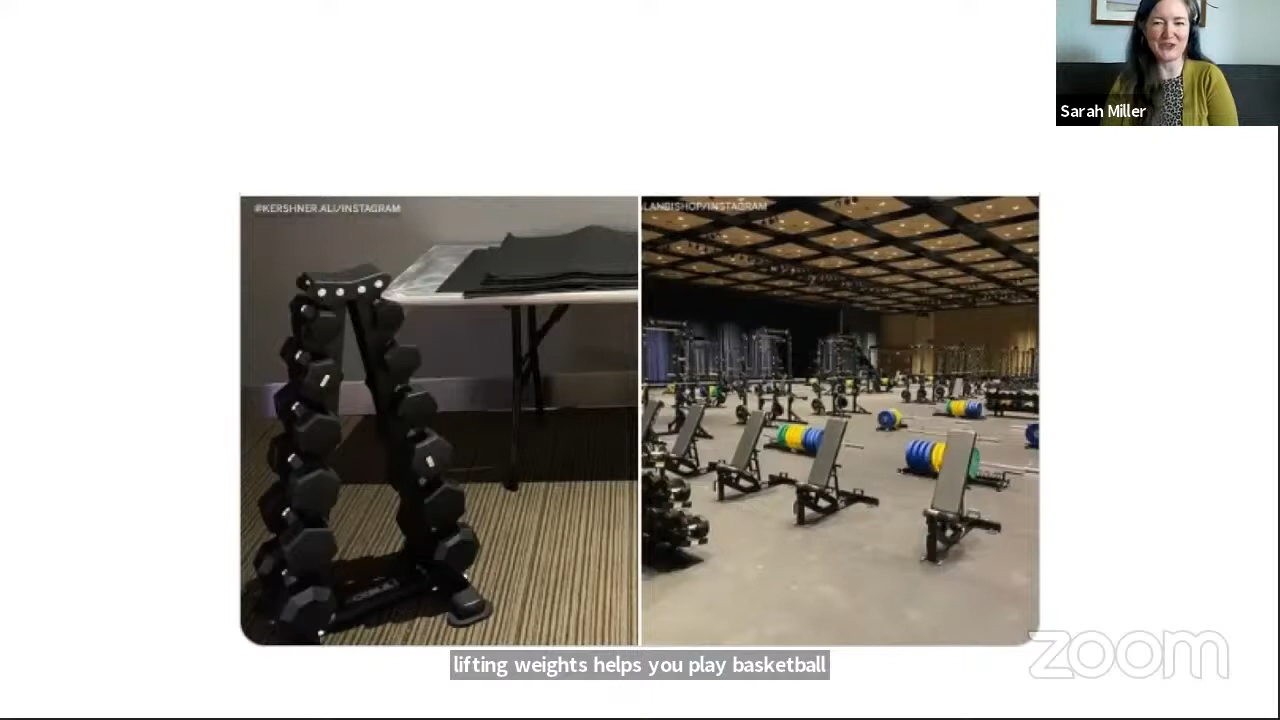 Sarah Miller
@KERSHNER.ALI/INSTAGRAM
LANBISHOP/INSTAGRAM
lifting weights helps you play basketball
zoom